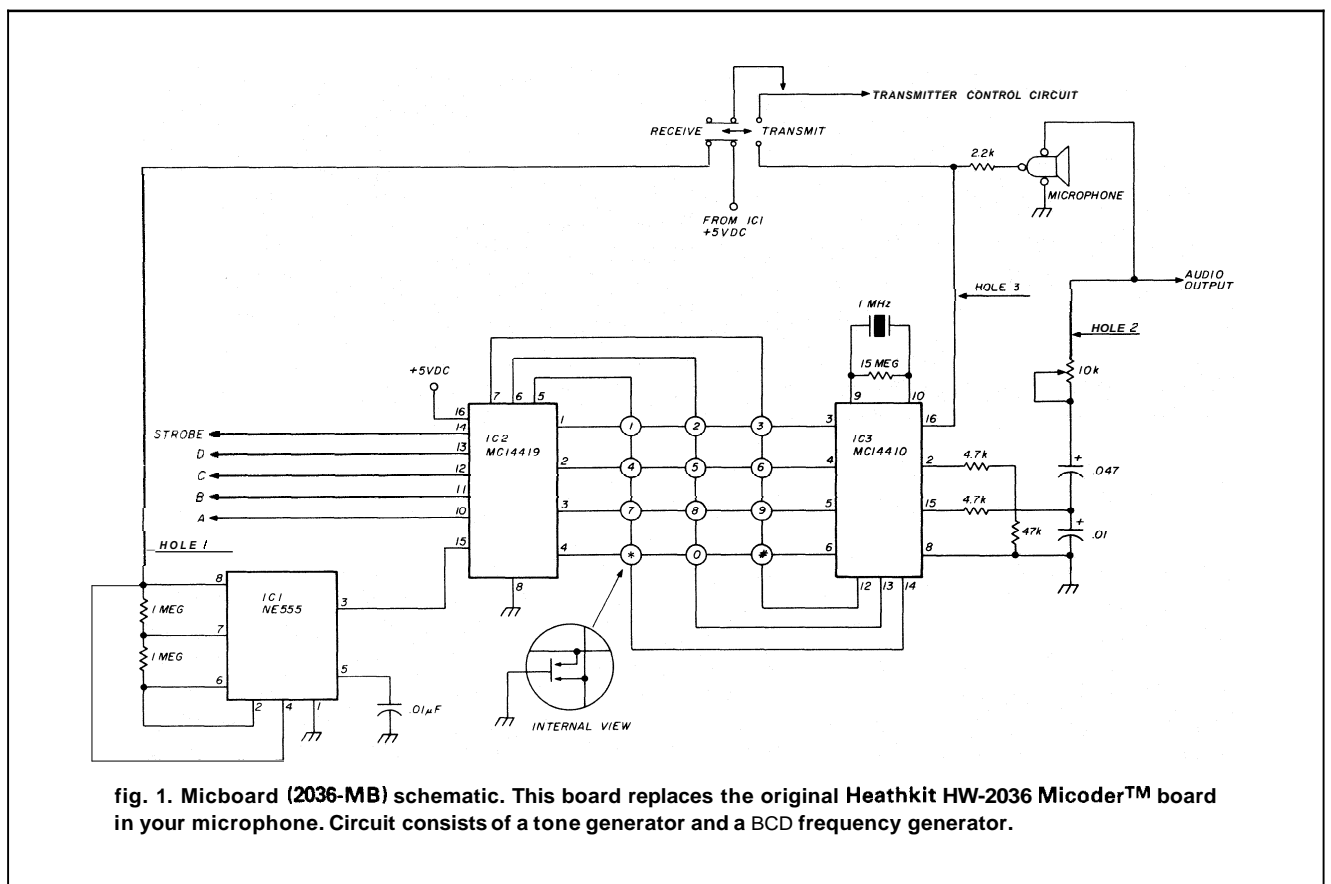 TRANSMITTER CONTROL CIRCUIT
RECEIVE
TRANSMIT
2.2k
MICROPHONE
FROM IC1
+5VDC
AUDIO
OUTPUT
HOLE 3
HOLE 2
1 MHz
15 MEG
10k
+5VDC
7 6 5
9 10
16
14
13
12
11
10
15
STROBE
D
C
B
A
IC2
MC14419
1
2
3
4
8
1 2 3
4 5 6
7 8 9
* 0 #
3
4
5
6
IC3
MC14410
16
2
15
8
12 13 14
4.7k
4.7k
47k
+
.047
+
.01
HOLE 1
8
7
6
1 MEG
1 MEG
IC1
NE555
3
5
2 4 1
.01µF
INTERNAL VIEW
fig. 1. Micboard (2036-MB) schematic. This board replaces the original Heathkit HW-2036 Micoder™ board
in your microphone. Circuit consists of a tone generator and a BCD frequency generator.